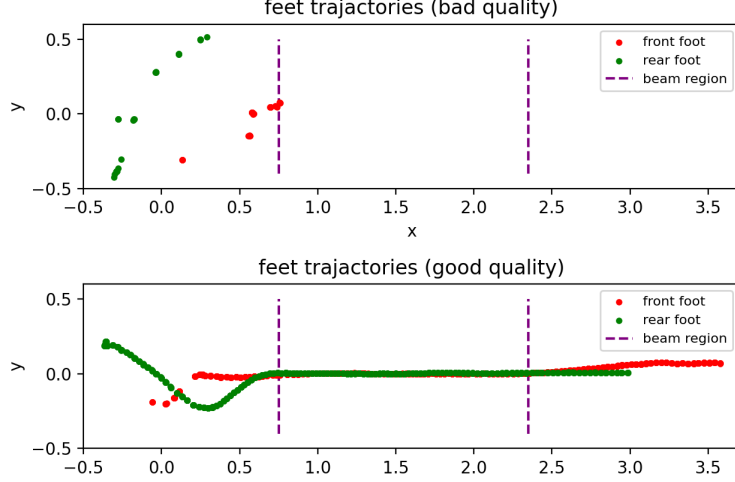 feet trajactories (bad quality)
0.5
0.0
−0.5
y
front foot
rear foot
beam region
−0.5 0.0 0.5 1.0 1.5 2.0 2.5 3.0 3.5
x
feet trajactories (good quality)
0.5
0.0
−0.5
y
front foot
rear foot
beam region
−0.5 0.0 0.5 1.0 1.5 2.0 2.5 3.0 3.5